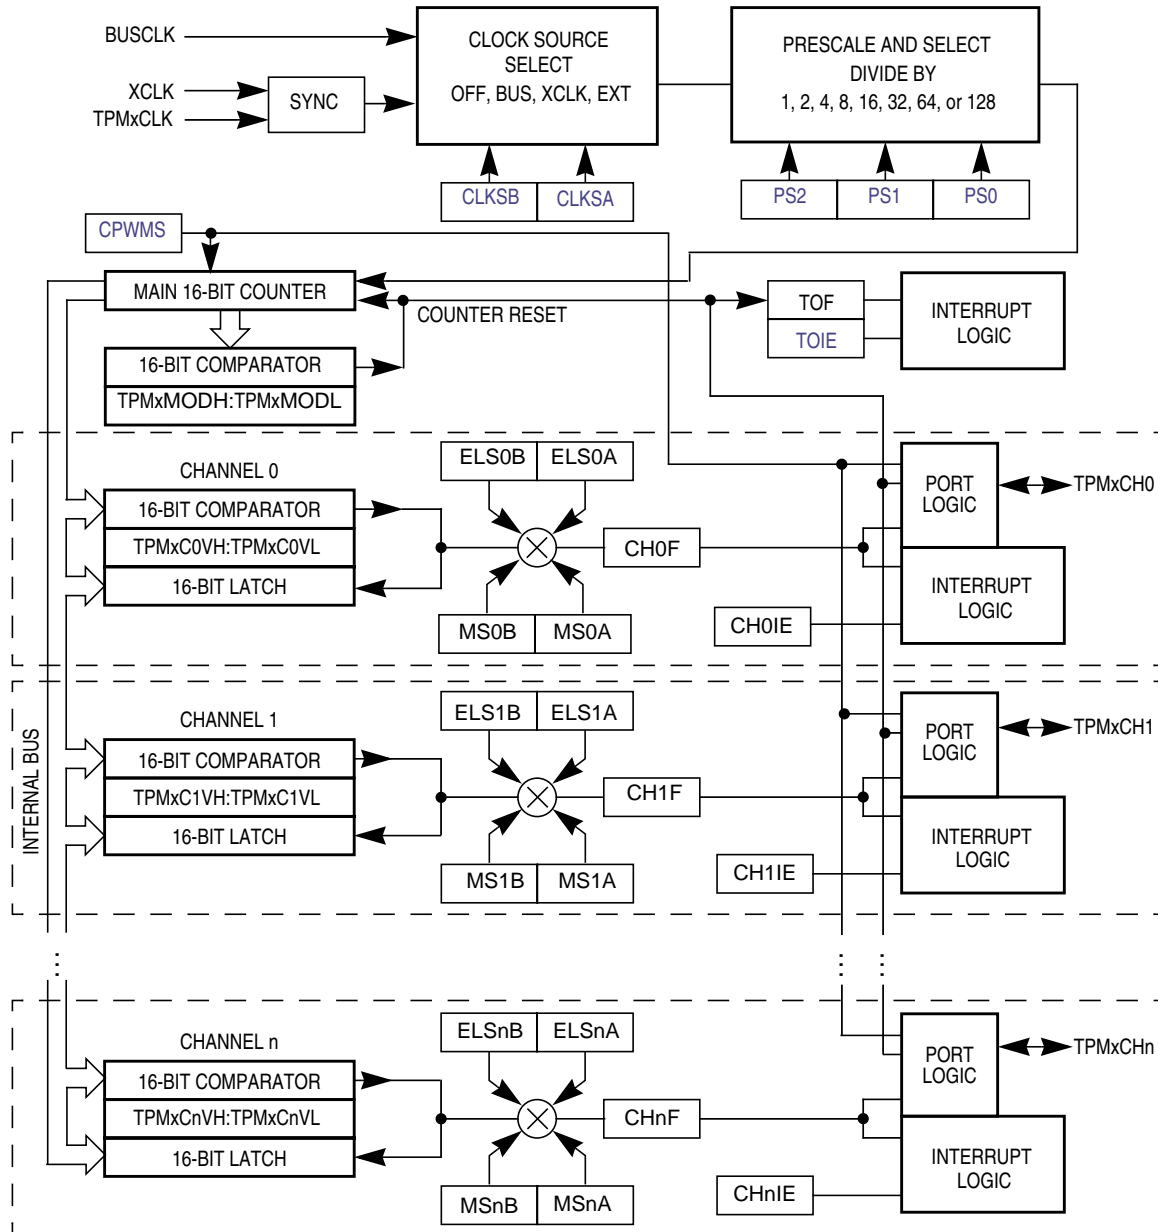 BUSCLK
XCLK
TPMxCLK
SYNC
CLOCK SOURCE
SELECT
OFF, BUS, XCLK, EXT
PRESCALE AND SELECT
DIVIDE BY
1, 2, 4, 8, 16, 32, 64, or 128
CLKSB
CLKSA
PS2
PS1
PS0
CPWMS
MAIN 16-BIT COUNTER
COUNTER RESET
TOF
TOIE
INTERRUPT
LOGIC
16-BIT COMPARATOR
TPMxMODH:TPMxMODL
INTERNAL BUS
CHANNEL 0
16-BIT COMPARATOR
TPMxC0VH:TPMxC0VL
16-BIT LATCH
ELS0B
ELS0A
MS0B
MS0A
CH0F
CH0IE
PORT
LOGIC
TPMxCH0
INTERRUPT
LOGIC
CHANNEL 1
16-BIT COMPARATOR
TPMxC1VH:TPMxC1VL
16-BIT LATCH
ELS1B
ELS1A
MS1B
MS1A
CH1F
CH1IE
PORT
LOGIC
TPMxCH1
INTERRUPT
LOGIC
CHANNEL n
16-BIT COMPARATOR
TPMxCnVH:TPMxCnVL
16-BIT LATCH
ELSnB
ELSnA
MSnB
MSnA
CHnF
CHnIE
PORT
LOGIC
TPMxCHn
INTERRUPT
LOGIC